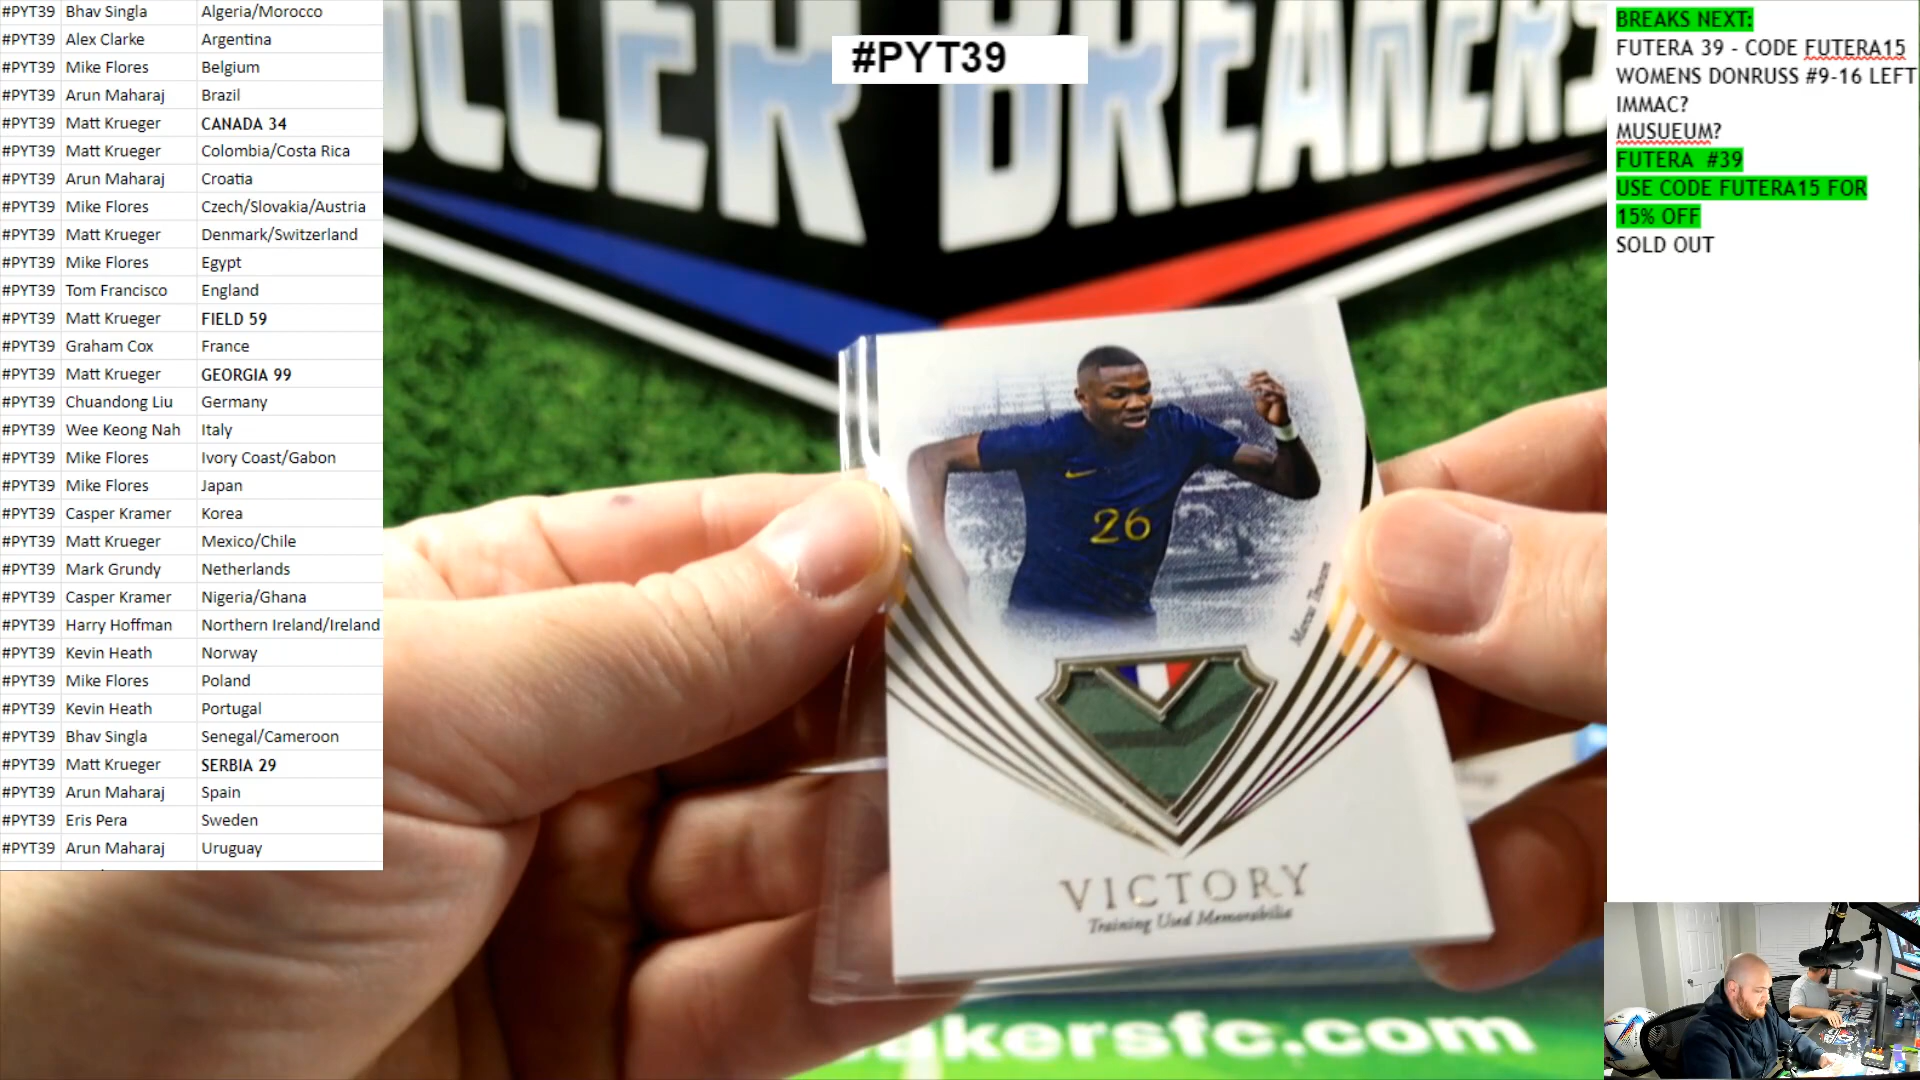 #PYT39 Bhav Singla Algeria/Morocco
#PYT39 Alex Clarke Argentina
#PYT39 Mike Flores Belgium
#PYT39 Arun Maharaj Brazil
#PYT39 Matt Krueger CANADA 34
#PYT39 Matt Krueger Colombia/Costa Rica
#PYT39 Arun Maharaj Croatia
#PYT39 Mike Flores Czech/Slovakia/Austria
#PYT39 Matt Krueger Denmark/Switzerland
#PYT39 Mike Flores Egypt
#PYT39 Tom Francisco England
#PYT39 Matt Krueger FIELD 59
#PYT39 Graham Cox France
#PYT39 Matt Krueger GEORGIA 99
#PYT39 Chuandong Liu Germany
#PYT39 Wee Keong Nah Italy
#PYT39 Mike Flores Ivory Coast/Gabon
#PYT39 Mike Flores Japan
#PYT39 Casper Kramer Korea
#PYT39 Matt Krueger Mexico/Chile
#PYT39 Mark Grundy Netherlands
#PYT39 Casper Kramer Nigeria/Ghana
#PYT39 Harry Hoffman Northern Ireland/Ireland
#PYT39 Kevin Heath Norway
#PYT39 Mike Flores Poland
#PYT39 Kevin Heath Portugal
#PYT39 Bhav Singla Senegal/Cameroon
#PYT39 Matt Krueger SERBIA 29
#PYT39 Arun Maharaj Spain
#PYT39 Eris Pera Sweden
#PYT39 Arun Maharaj Uruguay
#PYT39
CCER BREAKERS
26
Marcus Thuram
VICTORY
Training Used Memorabilia
akersfc.com
BREAKS NEXT:
FUTERA 39 - CODE FUTERA15
WOMENS DONRUSS #9-16 LEFT
IMMAC?
MUSUEUM?
FUTERA #39
USE CODE FUTERA15 FOR
15% OFF
SOLD OUT